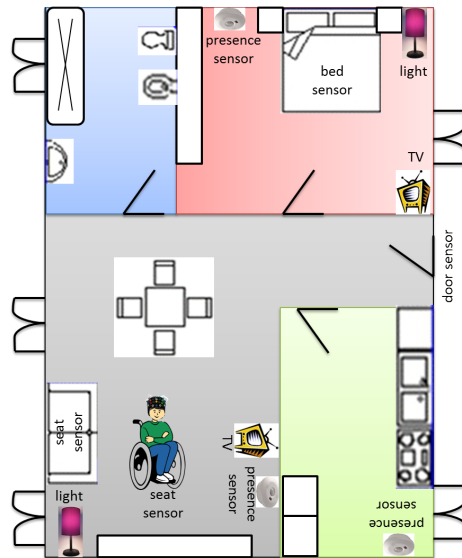 presence
sensor
bed
sensor
light
TV
door sensor
seat
sensor
seat
sensor
TV
presence
sensor
light
presence
sensor